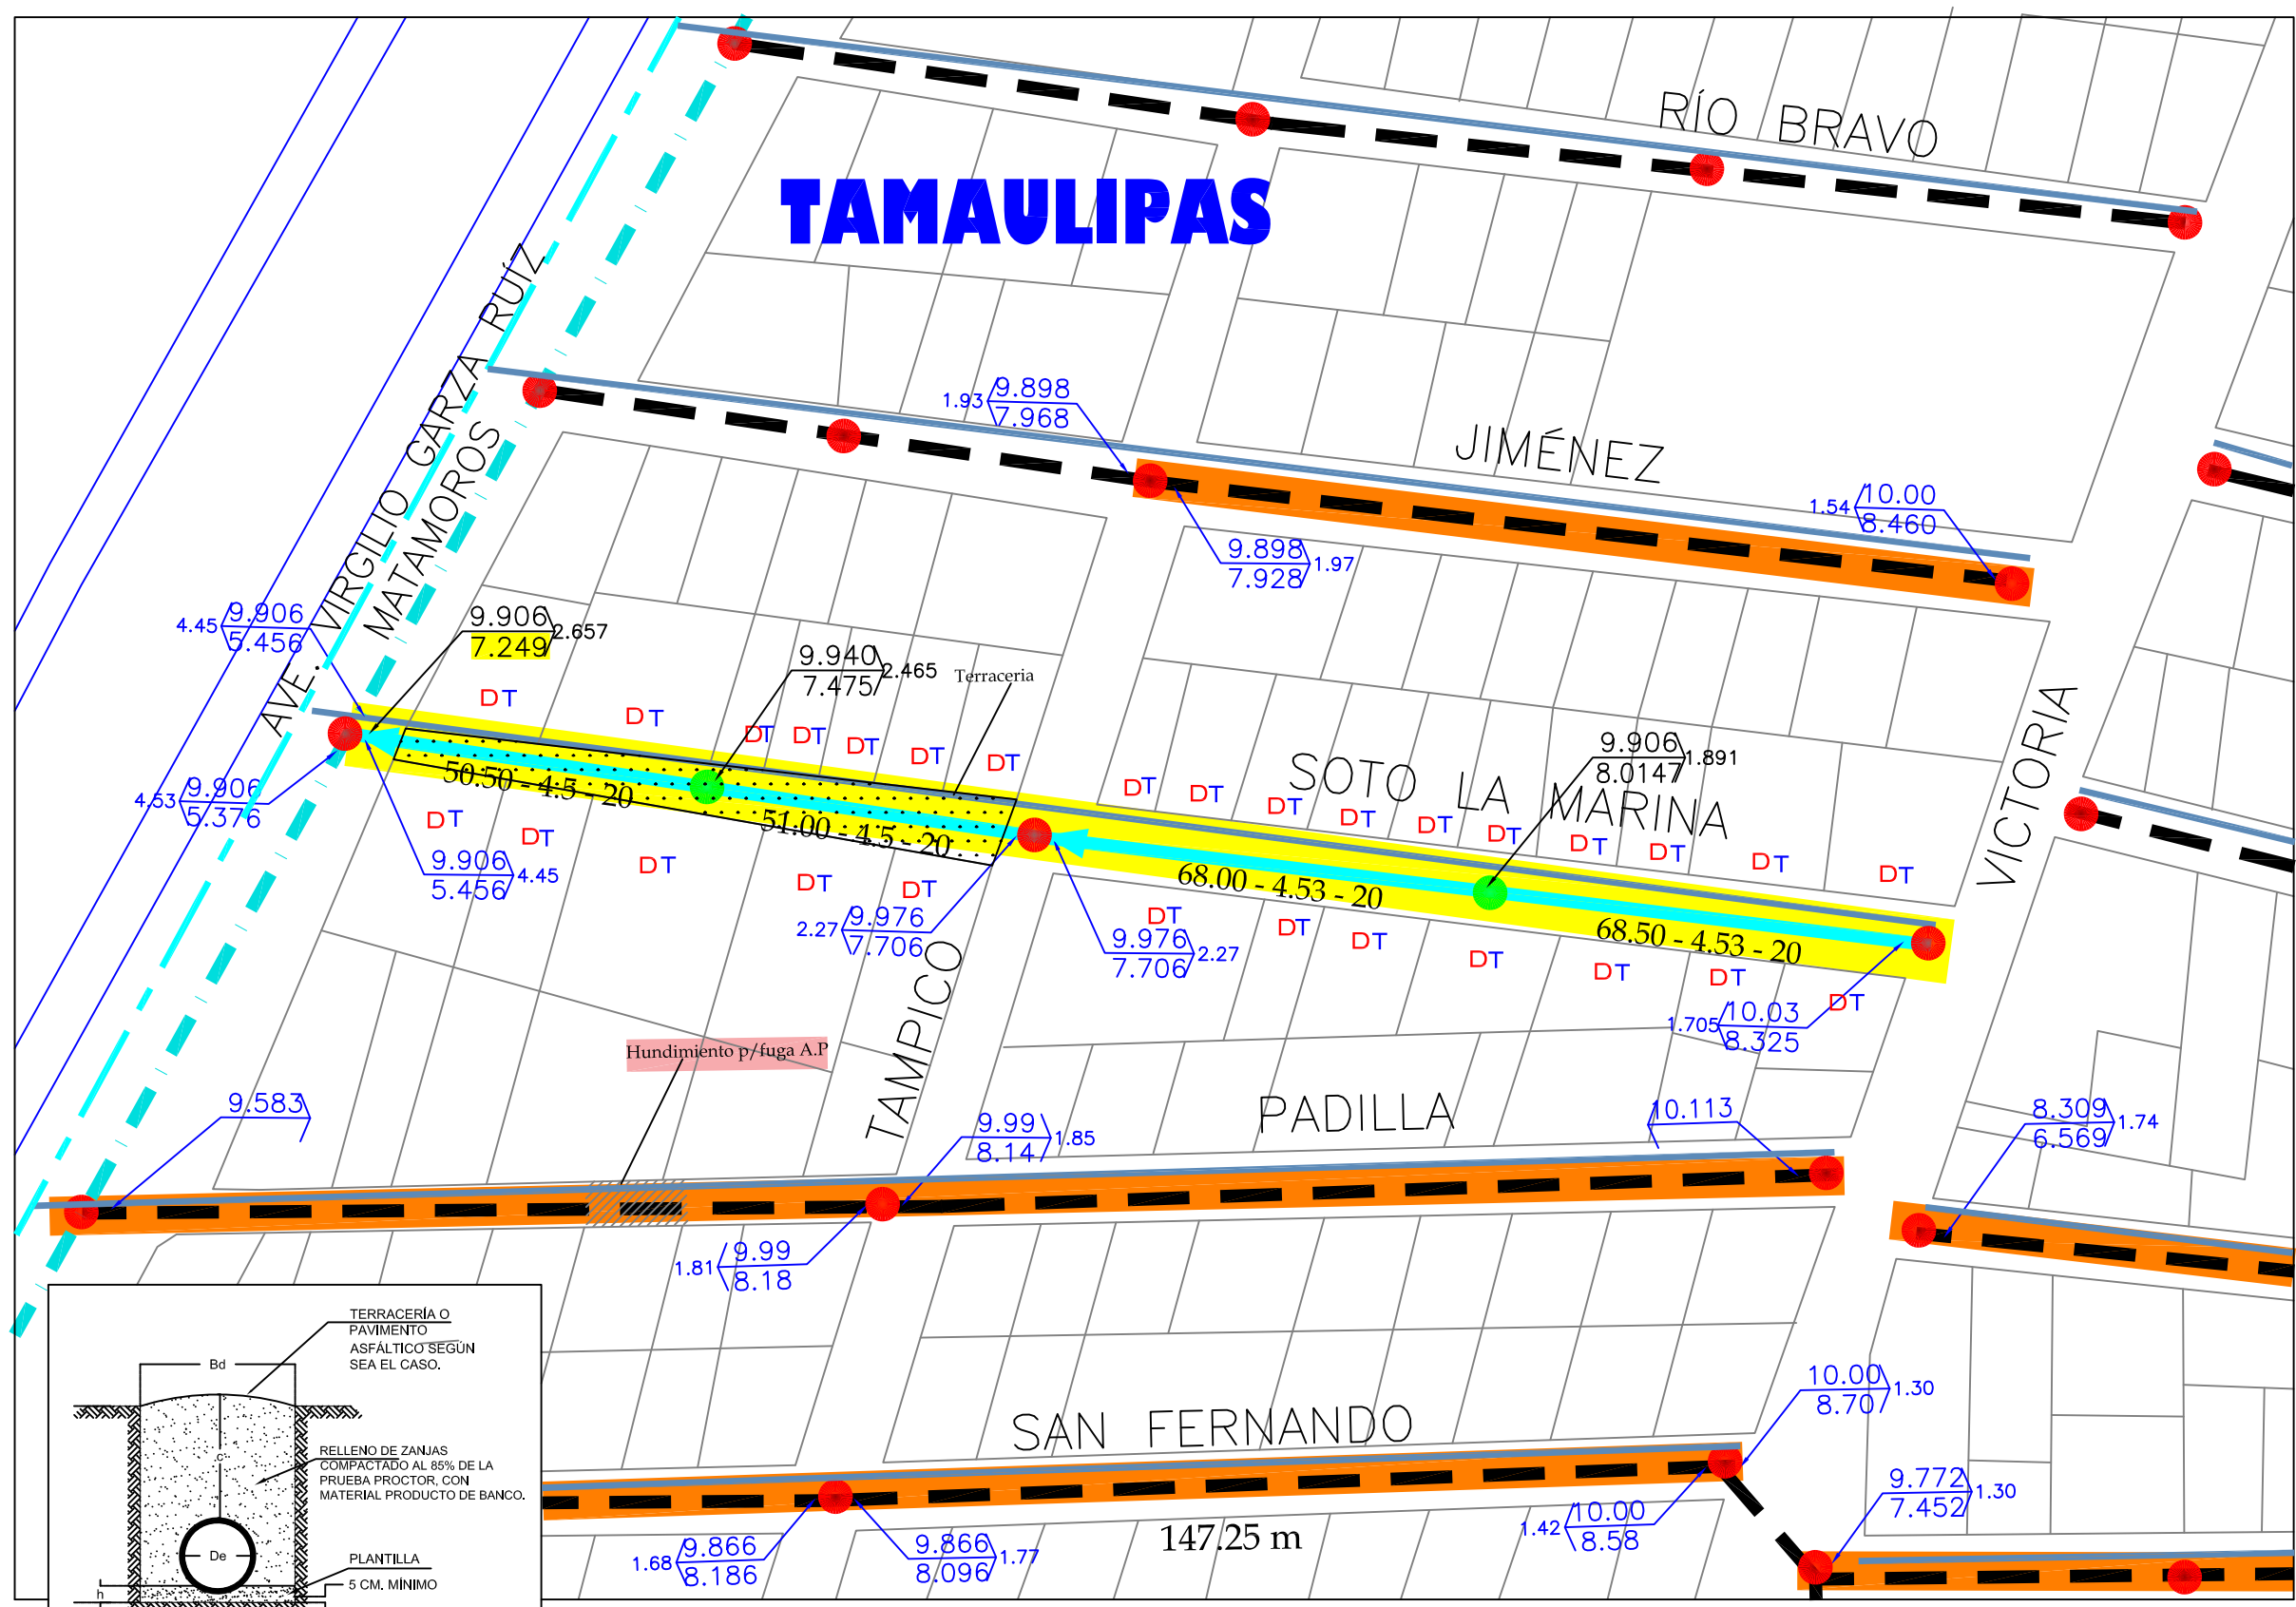 RÍO BRAVO
TAMAULIPAS
AVE. VIRGILIO GARZA RUÍZ
MATAMOROS
1.93
9.898
7.968
JIMÉNEZ
1.54
10.00
8.460
9.898
7.928
1.97
4.45
9.906
5.456
9.906
7.249
2.657
9.940
7.475
2.465
Terraceria
DT
DT
DT
DT
DT
DT
DT
SOTO LA MARINA
9.906
8.0147
1.891
VICTORIA
DT
DT
DT
DT
DT
DT
DT
DT
DT
DT
4.53
9.906
5.376
50.50 - 4.5 - 20
51.00 - 4.5 - 20
68.00 - 4.53 - 20
68.50 - 4.53 - 20
DT
DT
DT
DT
DT
9.906
5.456
4.45
2.27
9.976
7.706
9.976
7.706
2.27
DT
DT
DT
DT
DT
DT
DT
1.705
10.03
8.325
TAMPICO
Hundimiento p/fuga A.P
PADILLA
9.583
9.99
8.14
1.85
10.113
8.309
6.569
1.74
1.81
9.99
8.18
SAN FERNANDO
10.00
8.70
1.30
9.772
7.452
1.30
1.42
10.00
8.58
147.25 m
1.68
9.866
8.186
9.866
8.096
1.77
TERRACERÍA O
PAVIMENTO
ASFÁLTICO SEGÚN
SEA EL CASO.
Bd
c
RELLENO DE ZANJAS
COMPACTADO AL 85% DE LA
PRUEBA PROCTOR, CON
MATERIAL PRODUCTO DE BANCO.
De
PLANTILLA
5 CM. MÍNIMO
h